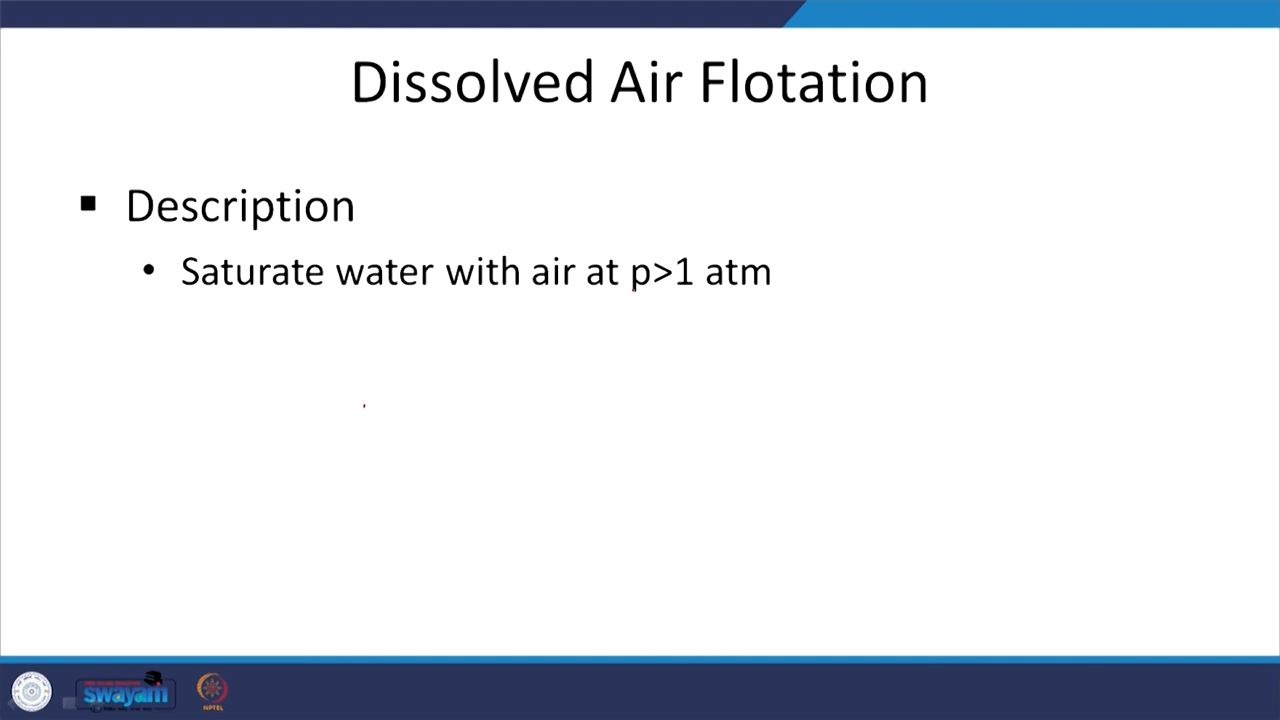 Dissolved Air Flotation
▪ Description
• Saturate water with air at p>1 atm
swayam
NPTEL